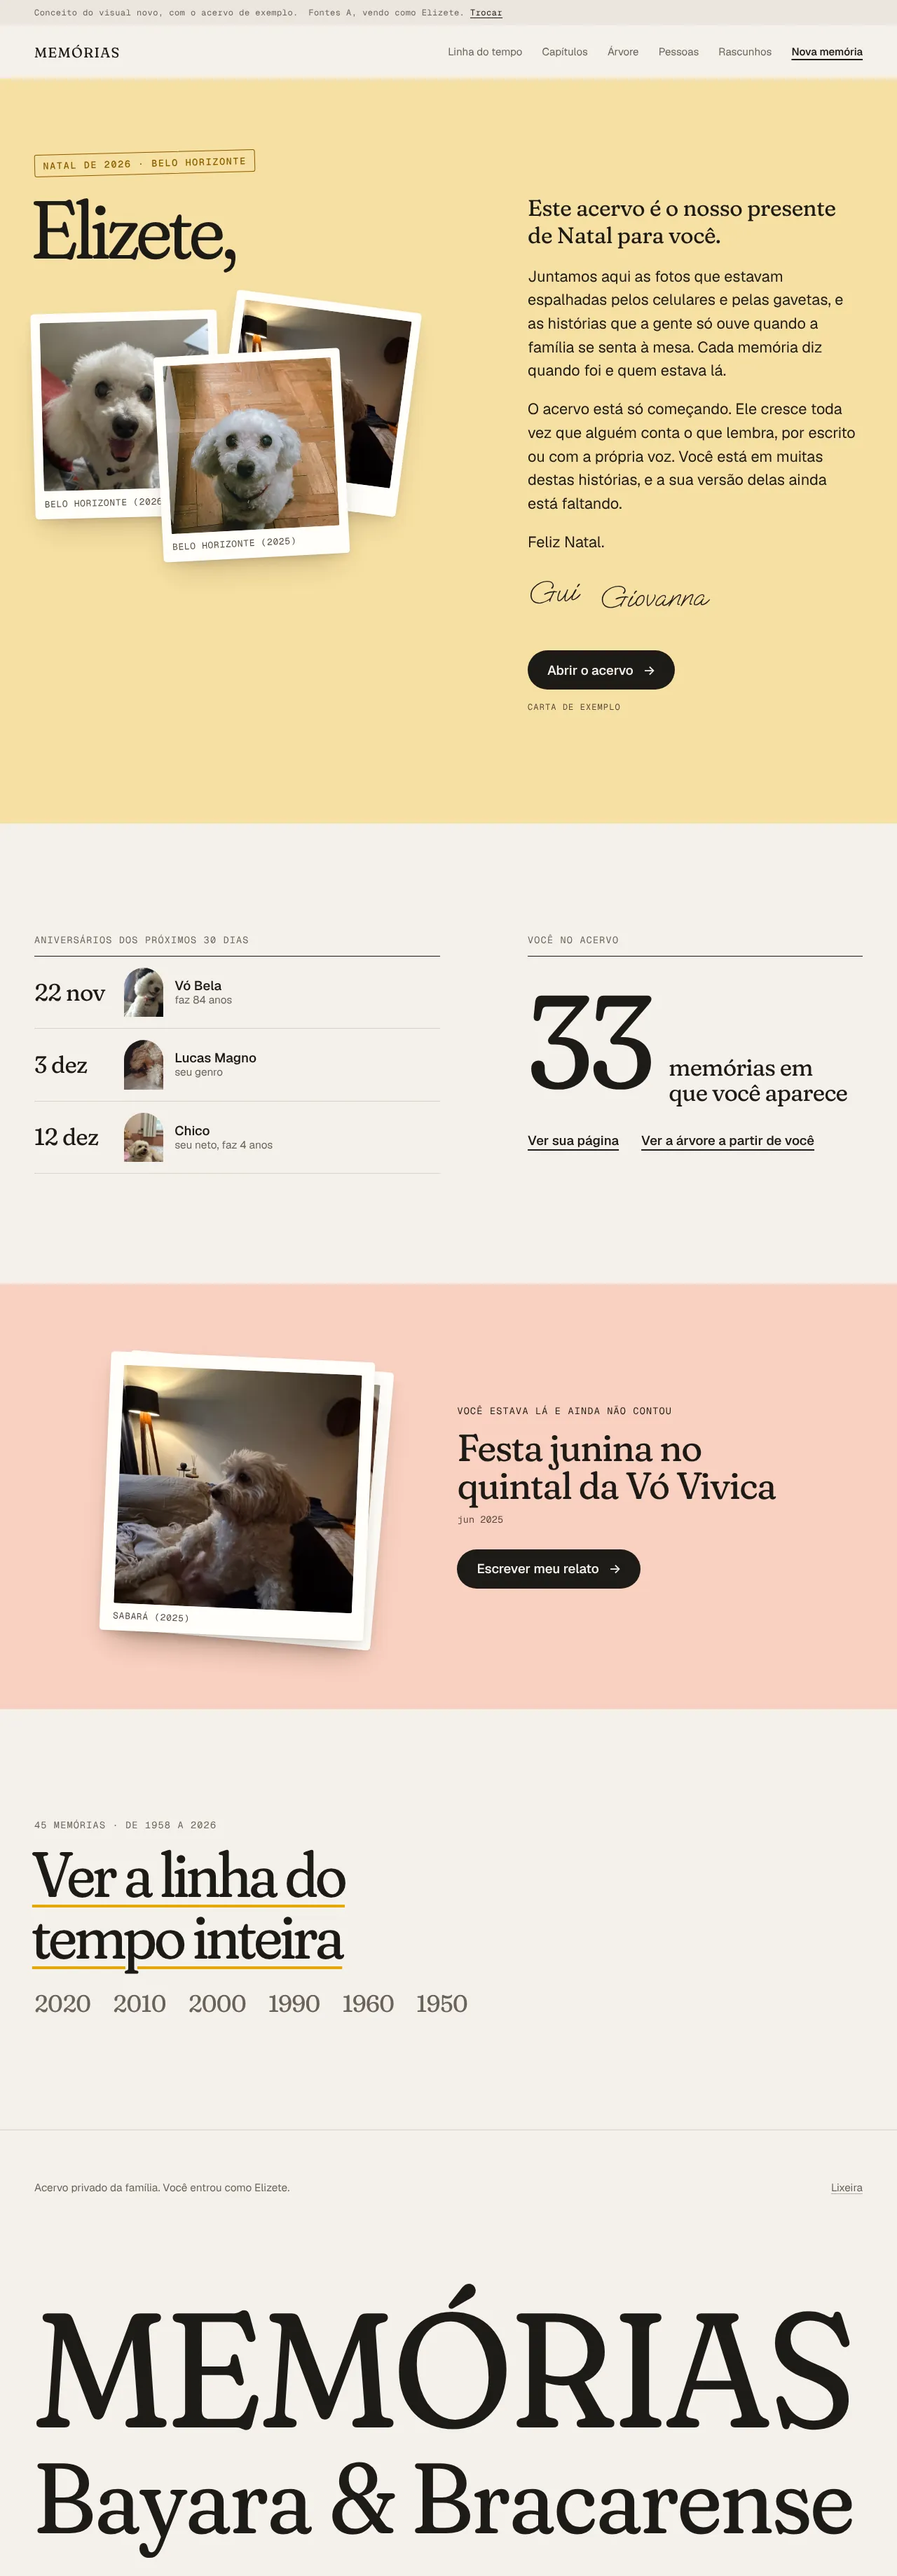 Conceito do visual novo, com o acervo de exemplo. Fontes A, vendo como Elizete. Trocar
MEMÓRIAS
Linha do tempo Capítulos Árvore Pessoas Rascunhos Nova memória
NATAL DE 2026 · BELO HORIZONTE
Elizete,
BELO HORIZONTE (2026
BELO HORIZONTE (2025)
Este acervo é o nosso presente
de Natal para você.
Juntamos aqui as fotos que estavam
espalhadas pelos celulares e pelas gavetas, e
as histórias que a gente só ouve quando a
família se senta à mesa. Cada memória diz
quando foi e quem estava lá.
O acervo está só começando. Ele cresce toda
vez que alguém conta o que lembra, por escrito
ou com a própria voz. Você está em muitas
destas histórias, e a sua versão delas ainda
está faltando.
Feliz Natal.
Gui Giovanna
Abrir o acervo →
CARTA DE EXEMPLO
ANIVERSÁRIOS DOS PRÓXIMOS 30 DIAS
22 nov
Vó Bela
faz 84 anos
3 dez
Lucas Magno
seu genro
12 dez
Chico
seu neto, faz 4 anos
VOCÊ NO ACERVO
33
memórias em
que você aparece
Ver sua página Ver a árvore a partir de você
SABARÁ (2025)
VOCÊ ESTAVA LÁ E AINDA NÃO CONTOU
Festa junina no
quintal da Vó Vivica
jun 2025
Escrever meu relato →
45 MEMÓRIAS · DE 1958 A 2026
Ver a linha do
tempo inteira
2020 2010 2000 1990 1960 1950
Acervo privado da família. Você entrou como Elizete.
Lixeira
MEMÓRIAS
Bayara & Bracarense